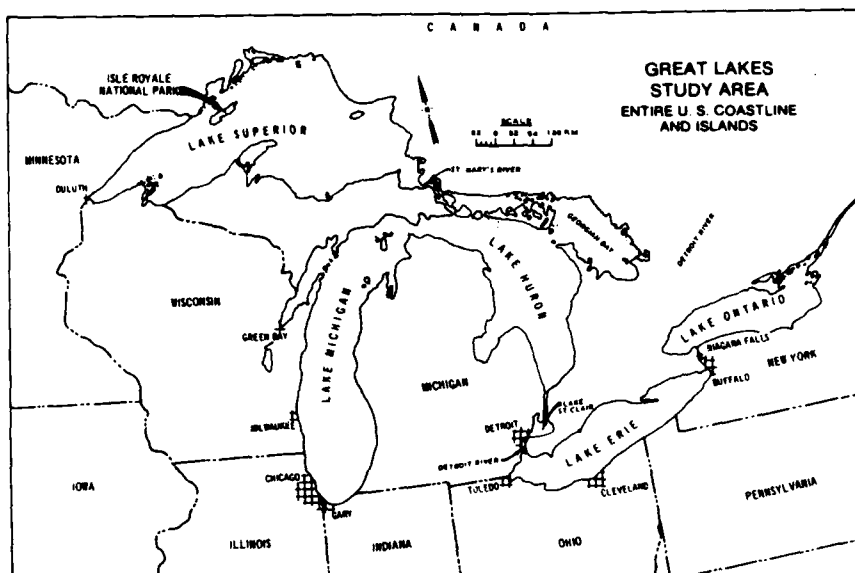 CANADA
GREAT LAKES
STUDY AREA
ENTIRE U. S. COASTLINE
AND ISLANDS
ISLE ROYALE
NATIONAL PARK
SCALE
LAKE SUPERIOR
MINNESOTA
ST. MARY'S RIVER
DULUTH
GEORGIAN BAY
DETROIT RIVER
LAKE HURON
WISCONSIN
LAKE MICHIGAN
LAKE ONTARIO
GREEN BAY
NIAGARA FALLS
NEW YORK
BUFFALO
MICHIGAN
LAKE
ST CLAIR
MILWAUKEE
DETROIT
LAKE ERIE
DETROIT RIVER
IOWA
CHICAGO
TOLEDO
CLEVELAND
PENNSYLVANIA
GARY
ILLINOIS
INDIANA
OHIO